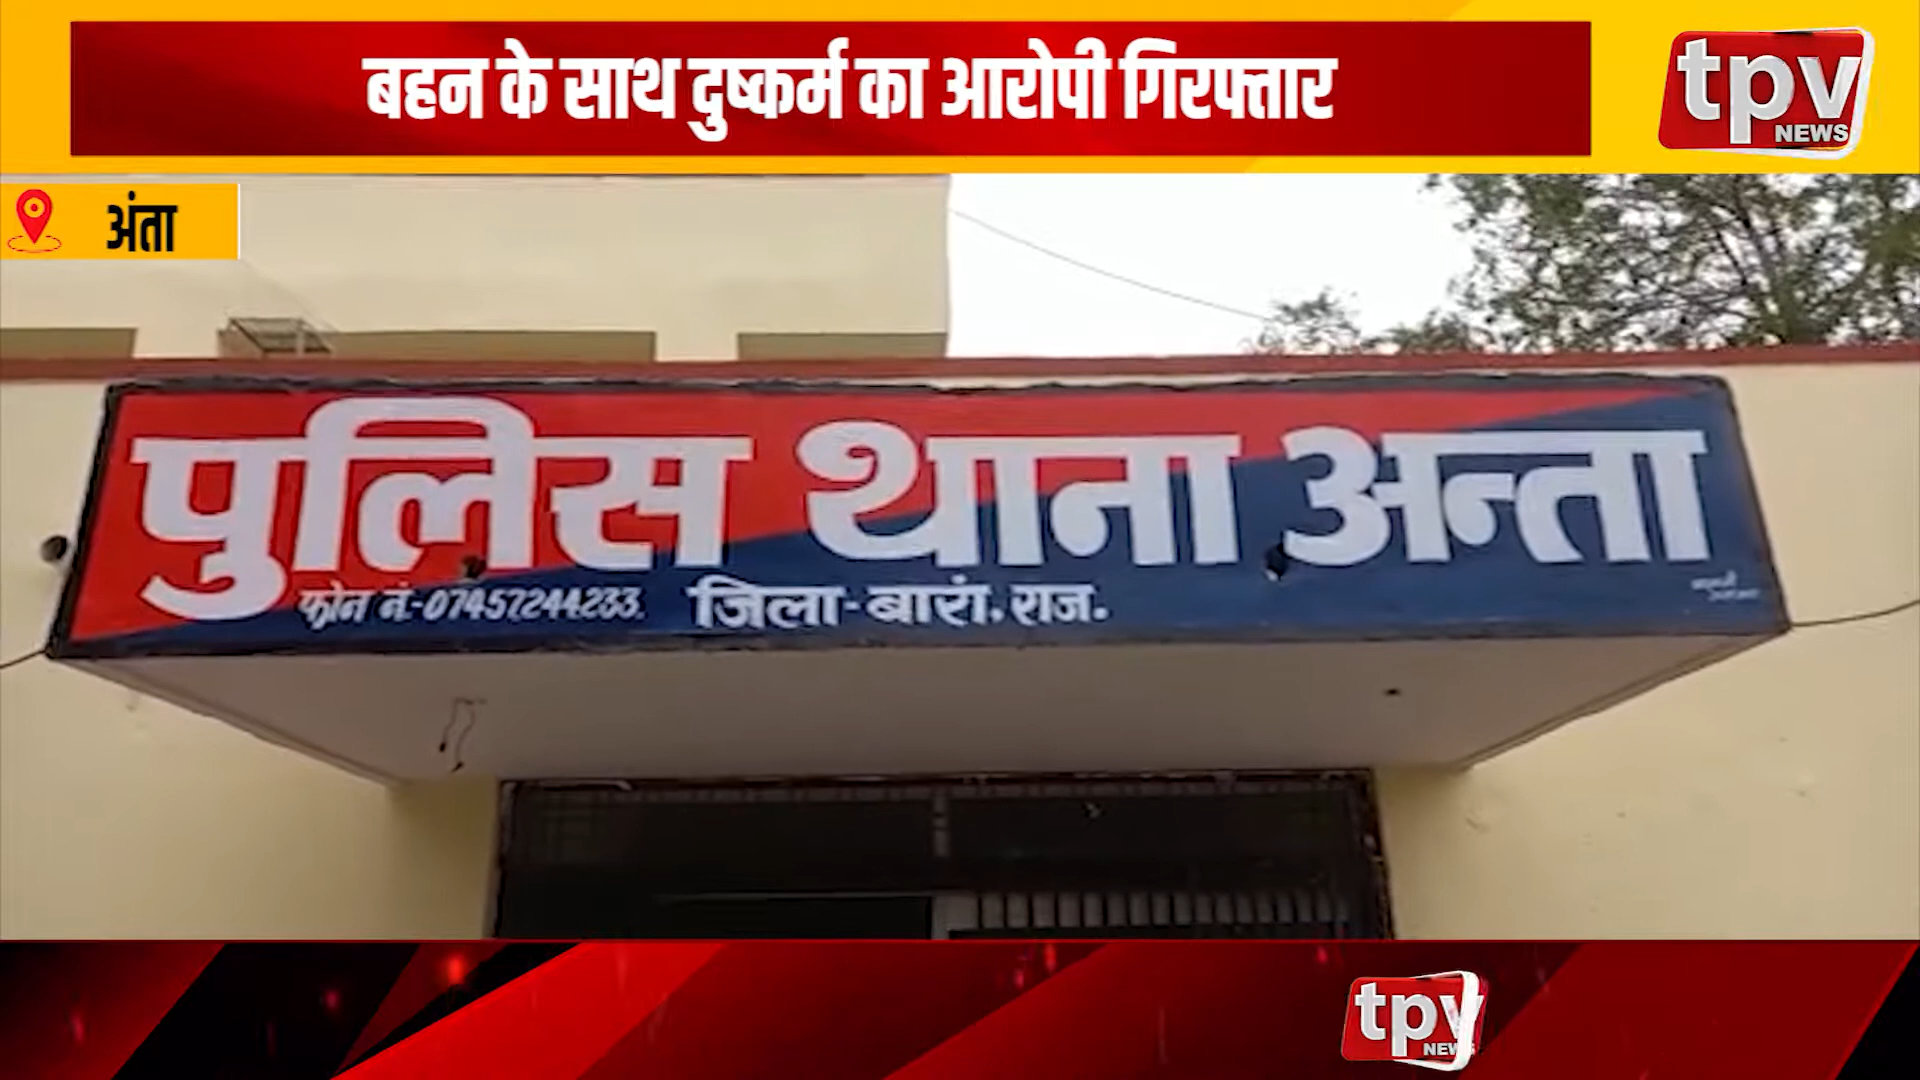 बहन के साथ दुष्कर्म का आरोपी गिरफ्तार
tpv
NEWS
अंता
पुलिस थाना अन्ता
फोन नं.-07457244233. जिला-बारां. राज.
tpv
NEWS